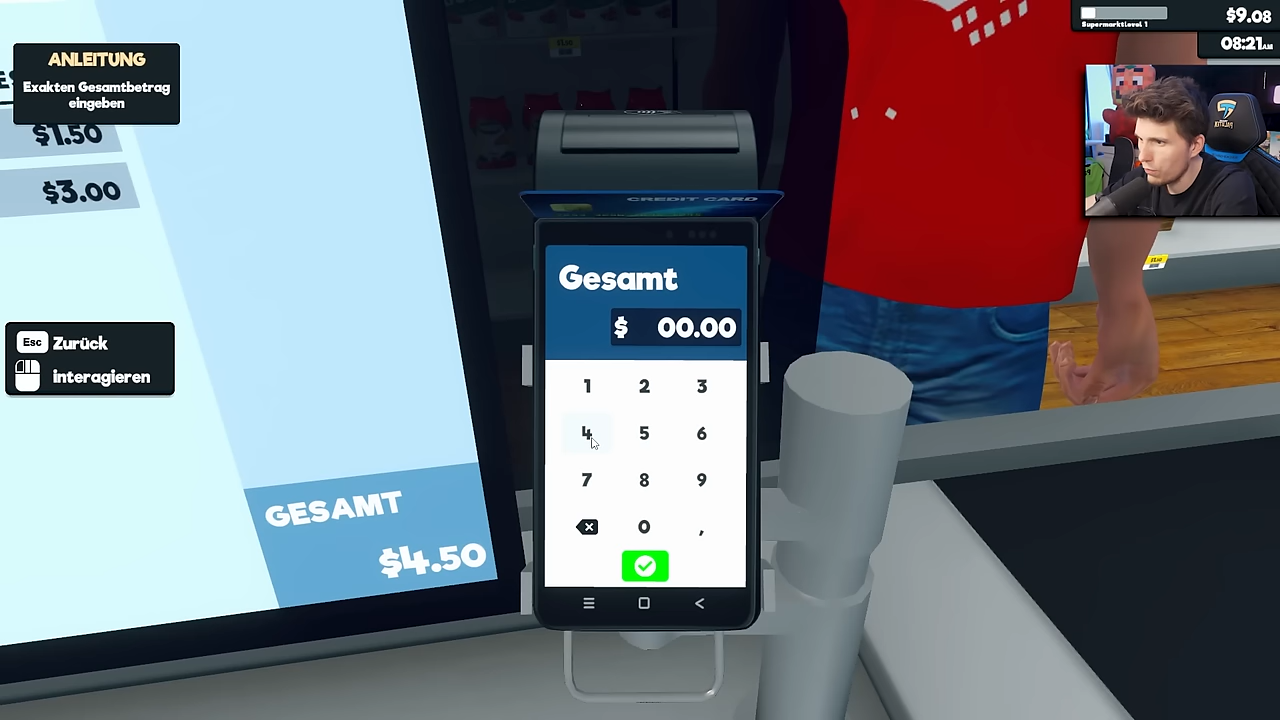 ANLEITUNG
Exakten Gesamtbetrag
eingeben
$1.50
$3.00
Esc Zurück
interagieren
GESAMT
$4.50
CREDIT CARD
Gesamt
$ 00.00
1 2 3
4 5 6
7 8 9
0 ,
$9.08
Supermarktlevel 1
08:21AM